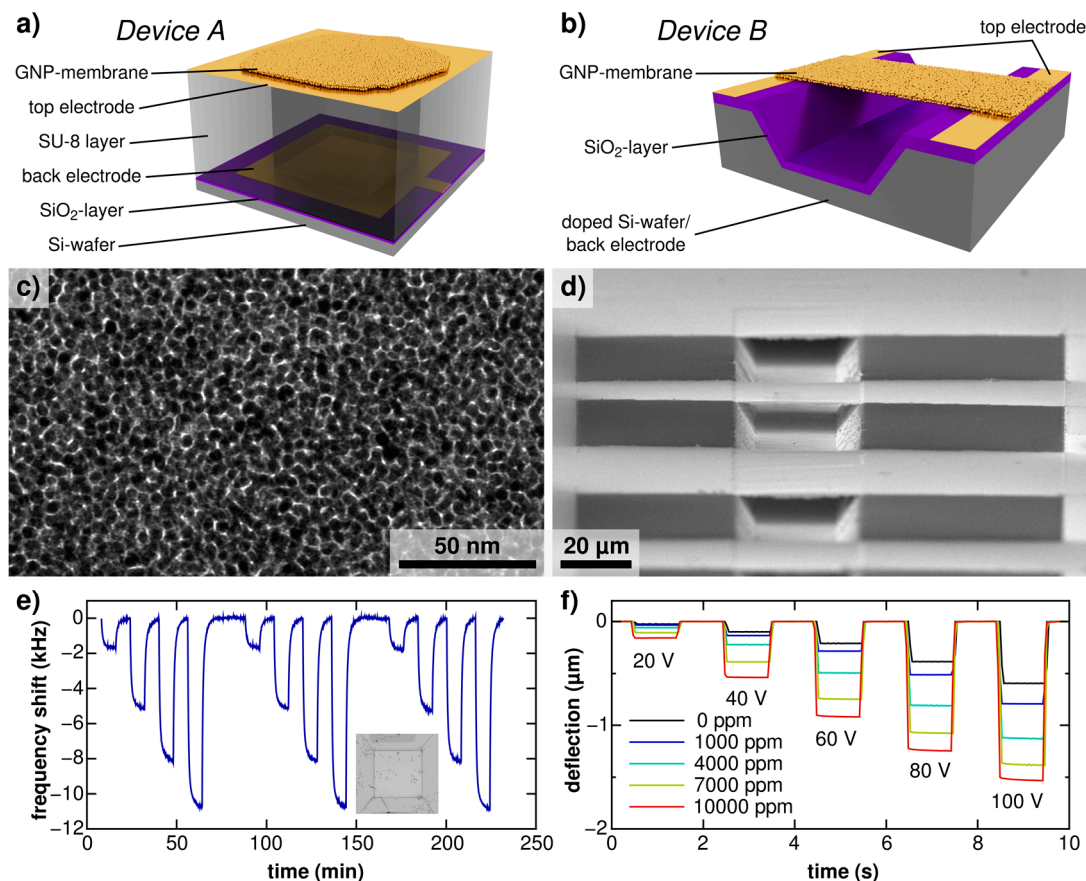 a)
Device A
GNP-membrane
top electrode
SU-8 layer
back electrode
SiO₂-layer
Si-wafer
b)
Device B
top electrode
GNP-membrane
SiO₂-layer
doped Si-wafer/
back electrode
c)
50 nm
d)
20 µm
e)
0
−2
−4
−6
−8
−10
−12
frequency shift (kHz)
0
50
100
150
200
250
time (min)
f)
0
−1
−2
deflection (µm)
20 V
40 V
60 V
80 V
100 V
0 ppm
1000 ppm
4000 ppm
7000 ppm
10000 ppm
0
2
4
6
8
10
time (s)